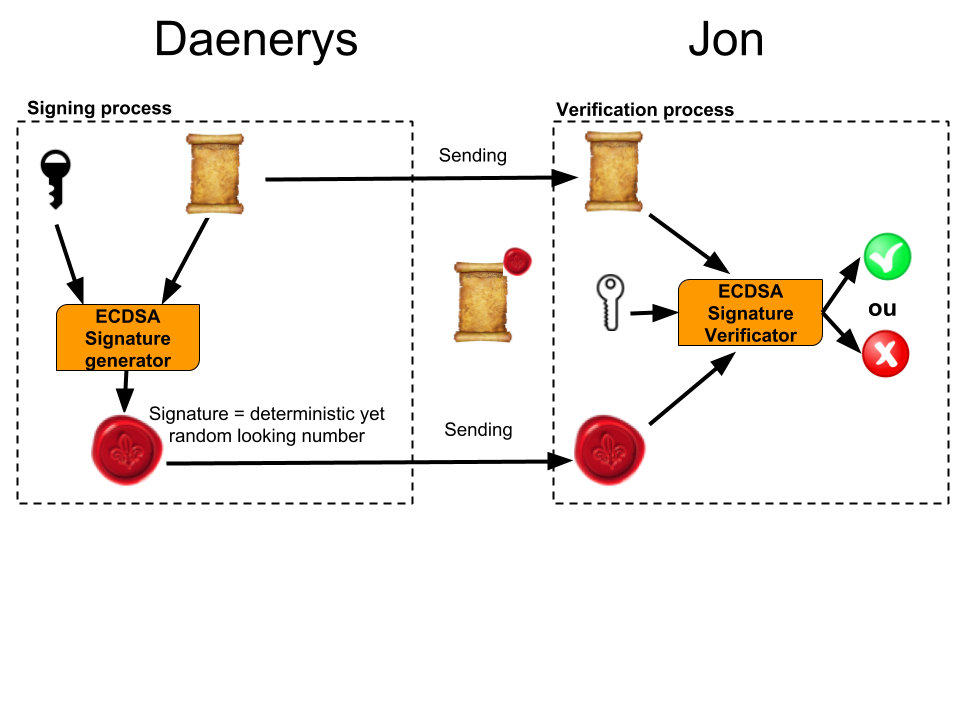 Daenerys
Jon
Signing process
Verification process
Sending
ECDSA
Signature
generator
ECDSA
Signature
Verificator
ou
Signature = deterministic yet
random looking number
Sending